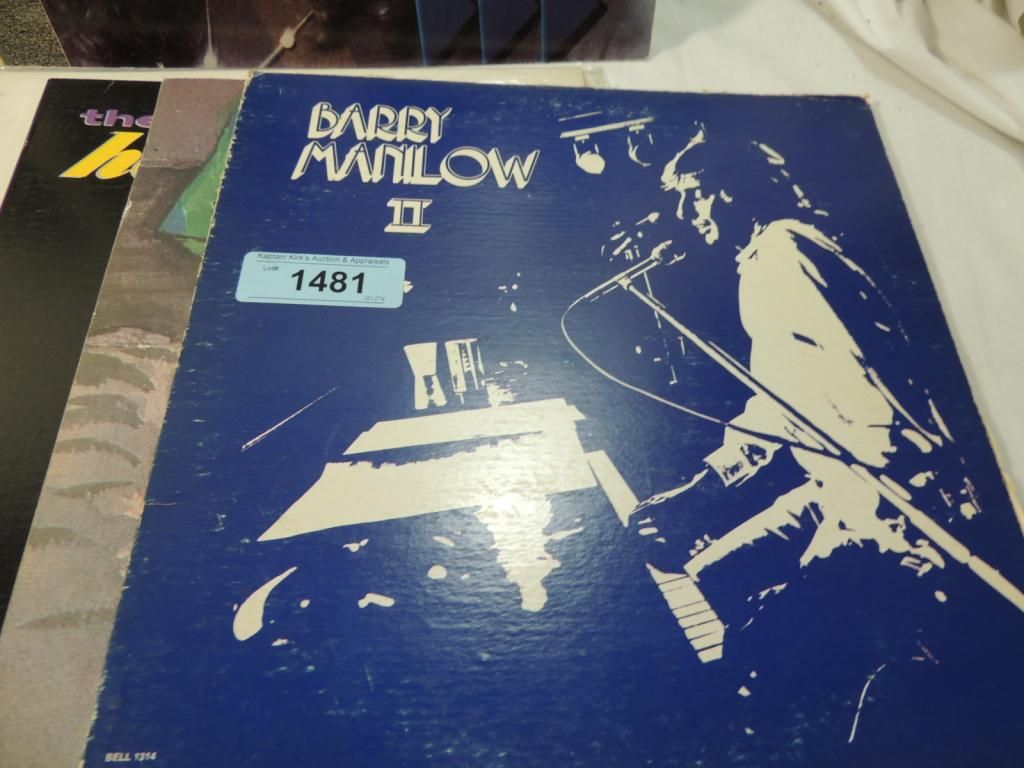 the
BARRY
MANILOW
II
Kaptain Kirk's Auction & Appraisals
Lot# 1481
BELL 1314